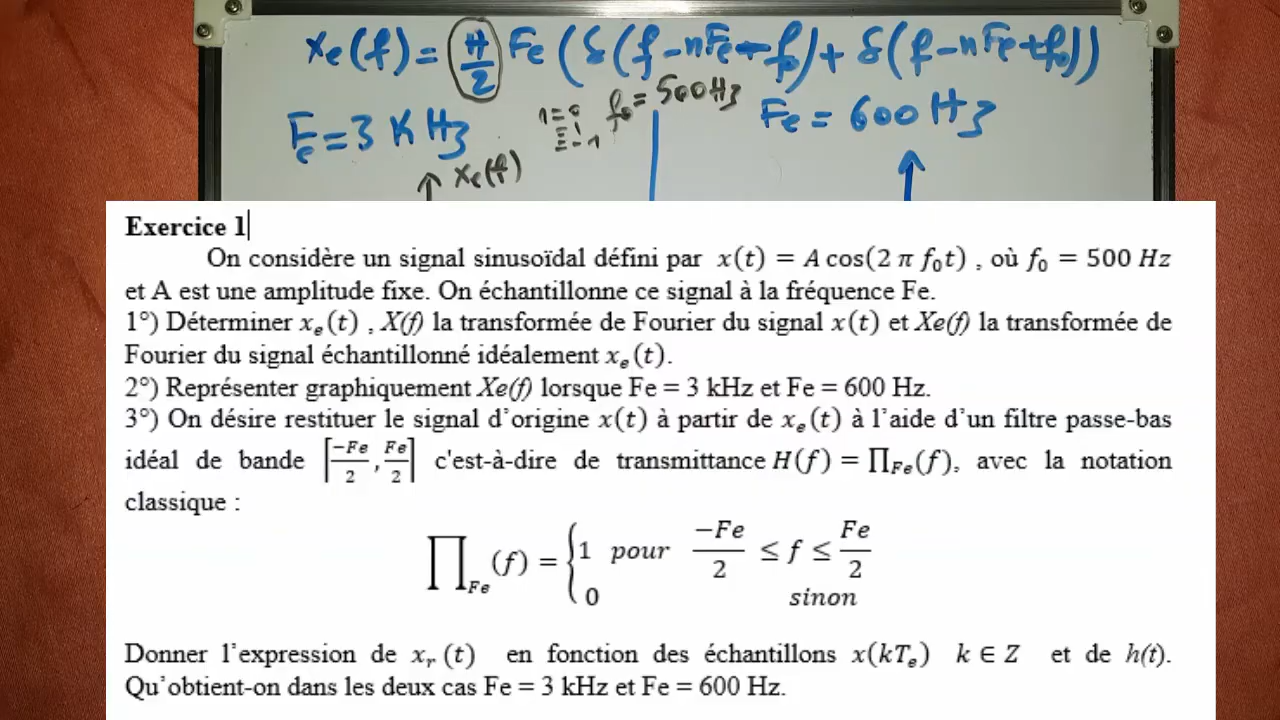 Xe(f) = A/2 Fe (δ(f-nFe-f₀) + δ(f-nFe+f₀))
Fe = 3 KHz
f₀ = 500Hz
Fe = 600 Hz
Xe(f)
Exercice 1
On considère un signal sinusoïdal défini par x(t) = A cos(2 π f₀t) , où f₀ = 500 Hz
et A est une amplitude fixe. On échantillonne ce signal à la fréquence Fe.
1°) Déterminer xₑ(t) , X(f) la transformée de Fourier du signal x(t) et Xe(f) la transformée de
Fourier du signal échantillonné idéalement xₑ(t).
2°) Représenter graphiquement Xe(f) lorsque Fe = 3 kHz et Fe = 600 Hz.
3°) On désire restituer le signal d'origine x(t) à partir de xₑ(t) à l'aide d'un filtre passe-bas
idéal de bande [-Fe/2, Fe/2] c'est-à-dire de transmittance H(f) = ∏Fe(f), avec la notation
classique :
∏Fe(f) = {1 pour -Fe/2 ≤ f ≤ Fe/2
0 sinon
Donner l'expression de xᵣ(t) en fonction des échantillons x(kTₑ) k ∈ Z et de h(t).
Qu'obtient-on dans les deux cas Fe = 3 kHz et Fe = 600 Hz.